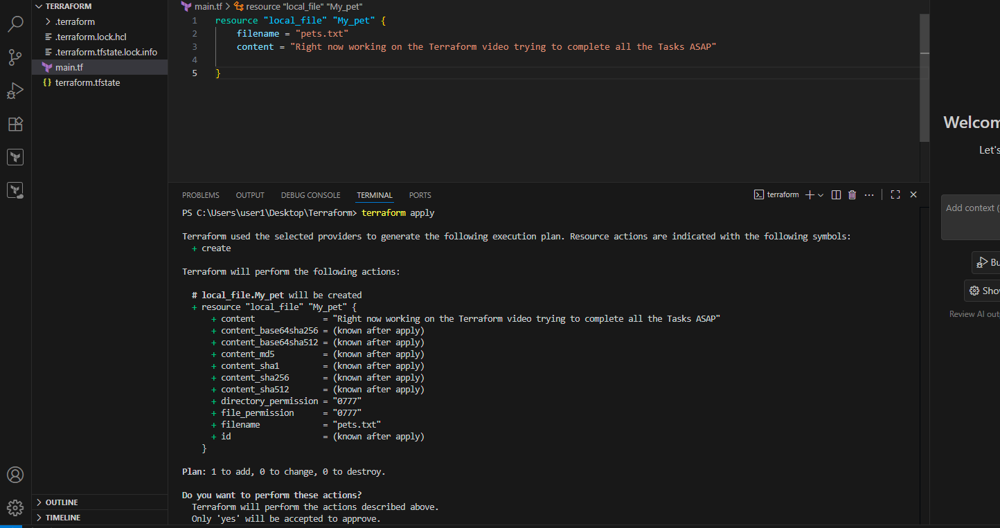 TERRAFORM
.terraform
.terraform.lock.hcl
.terraform.tfstate.lock.info
main.tf
terraform.tfstate
OUTLINE
TIMELINE
main.tf > resource "local_file" "My_pet"
1 resource "local_file" "My_pet" {
2 filename = "pets.txt"
3 content = "Right now working on the Terraform video trying to complete all the Tasks ASAP"
4
5 }
PROBLEMS OUTPUT DEBUG CONSOLE TERMINAL PORTS
terraform
PS C:\Users\user1\Desktop\Terraform> terraform apply
Terraform used the selected providers to generate the following execution plan. Resource actions are indicated with the following symbols:
+ create
Terraform will perform the following actions:
# local_file.My_pet will be created
+ resource "local_file" "My_pet" {
+ content = "Right now working on the Terraform video trying to complete all the Tasks ASAP"
+ content_base64sha256 = (known after apply)
+ content_base64sha512 = (known after apply)
+ content_md5 = (known after apply)
+ content_sha1 = (known after apply)
+ content_sha256 = (known after apply)
+ content_sha512 = (known after apply)
+ directory_permission = "0777"
+ file_permission = "0777"
+ filename = "pets.txt"
+ id = (known after apply)
}
Plan: 1 to add, 0 to change, 0 to destroy.
Do you want to perform these actions?
Terraform will perform the actions described above.
Only 'yes' will be accepted to approve.
Welcom
Let's
Add context (
Bu
Show
Review AI out